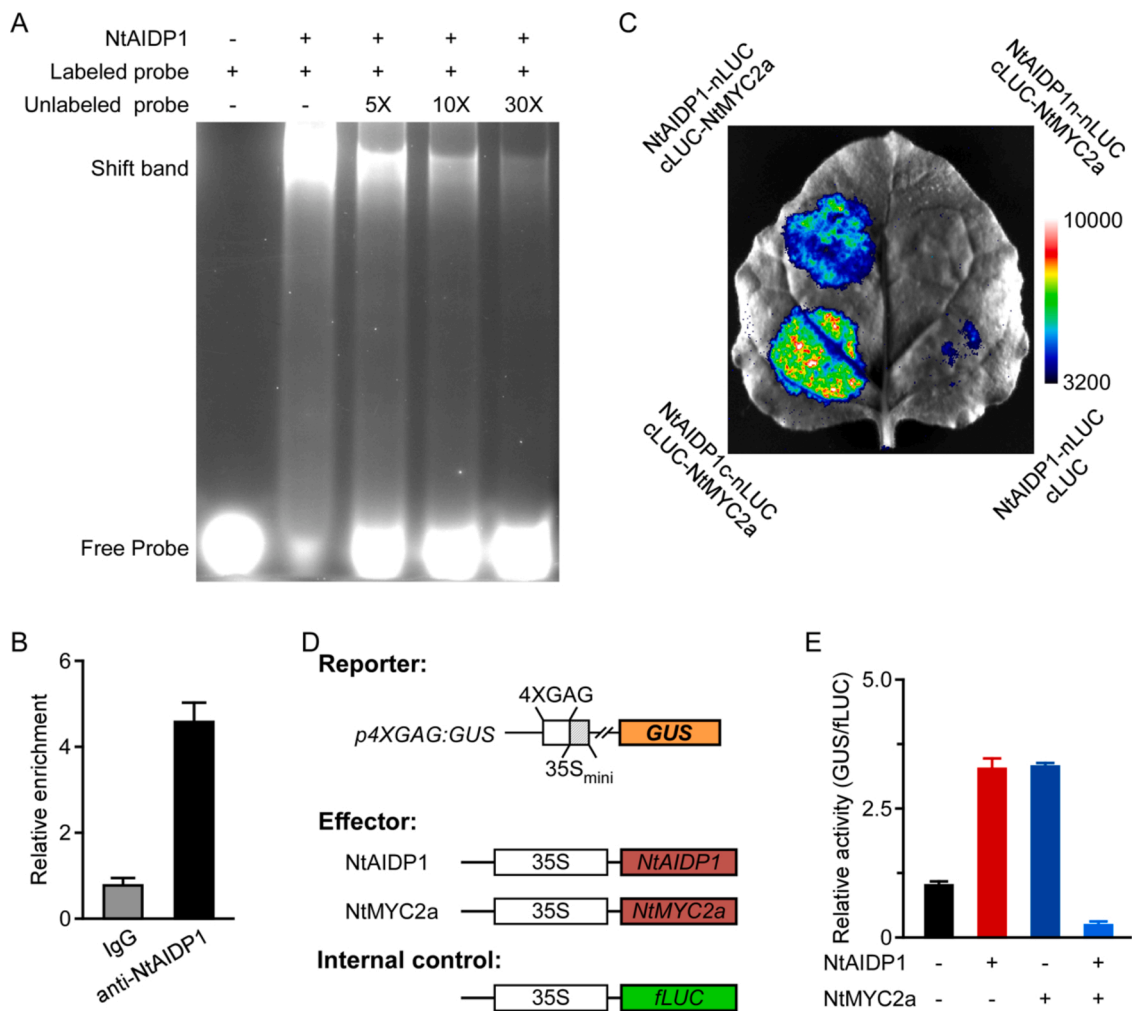 A
NtAIDP1 - + + + +
Labeled probe + + + + +
Unlabeled probe - - 5X 10X 30X
Shift band
Free Probe
C
NtAIDP1-nLUC
cLUC-NtMYC2a
NtAIDP1n-nLUC
cLUC-NtMYC2a
10000
3200
NtAIDP1c-nLUC
cLUC-NtMYC2a
NtAIDP1-nLUC
cLUC
B
Relative enrichment
6
4
2
0
IgG
anti-NtAIDP1
D
Reporter:
4XGAG
p4XGAG:GUS
GUS
35Smini
Effector:
NtAIDP1 35S NtAIDP1
NtMYC2a 35S NtMYC2a
Internal control:
35S fLUC
E
Relative activity (GUS/fLUC)
5.0
2.5
0
NtAIDP1 - + - +
NtMYC2a - - + +